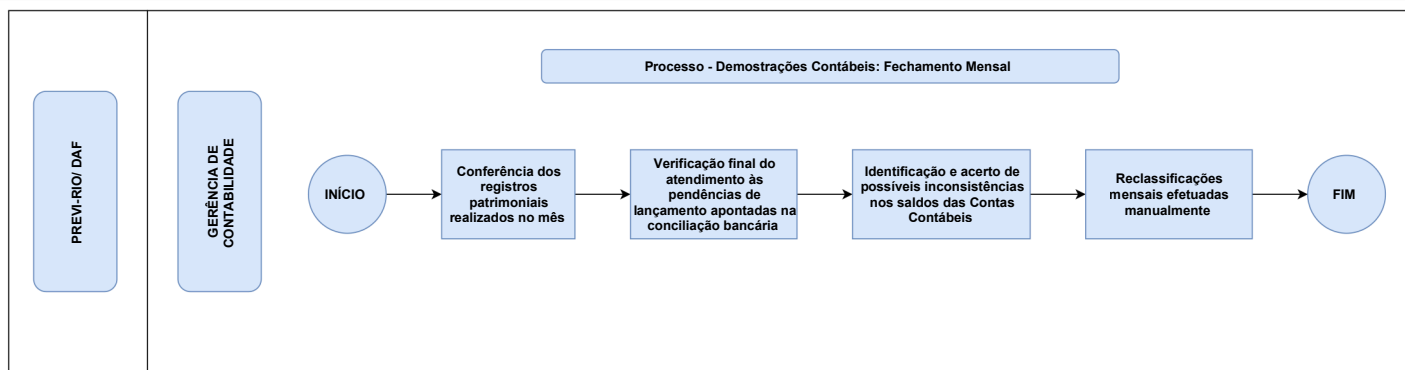 Processo - Demostrações Contábeis: Fechamento Mensal
PREVI-RIO/ DAF
GERÊNCIA DE
CONTABILIDADE
INÍCIO
Conferência dos
registros
patrimoniais
realizados no mês
Verificação final do
atendimento às
pendências de
lançamento apontadas na
conciliação bancária
Identificação e acerto de
possíveis inconsistências
nos saldos das Contas
Contábeis
Reclassificações
mensais efetuadas
manualmente
FIM